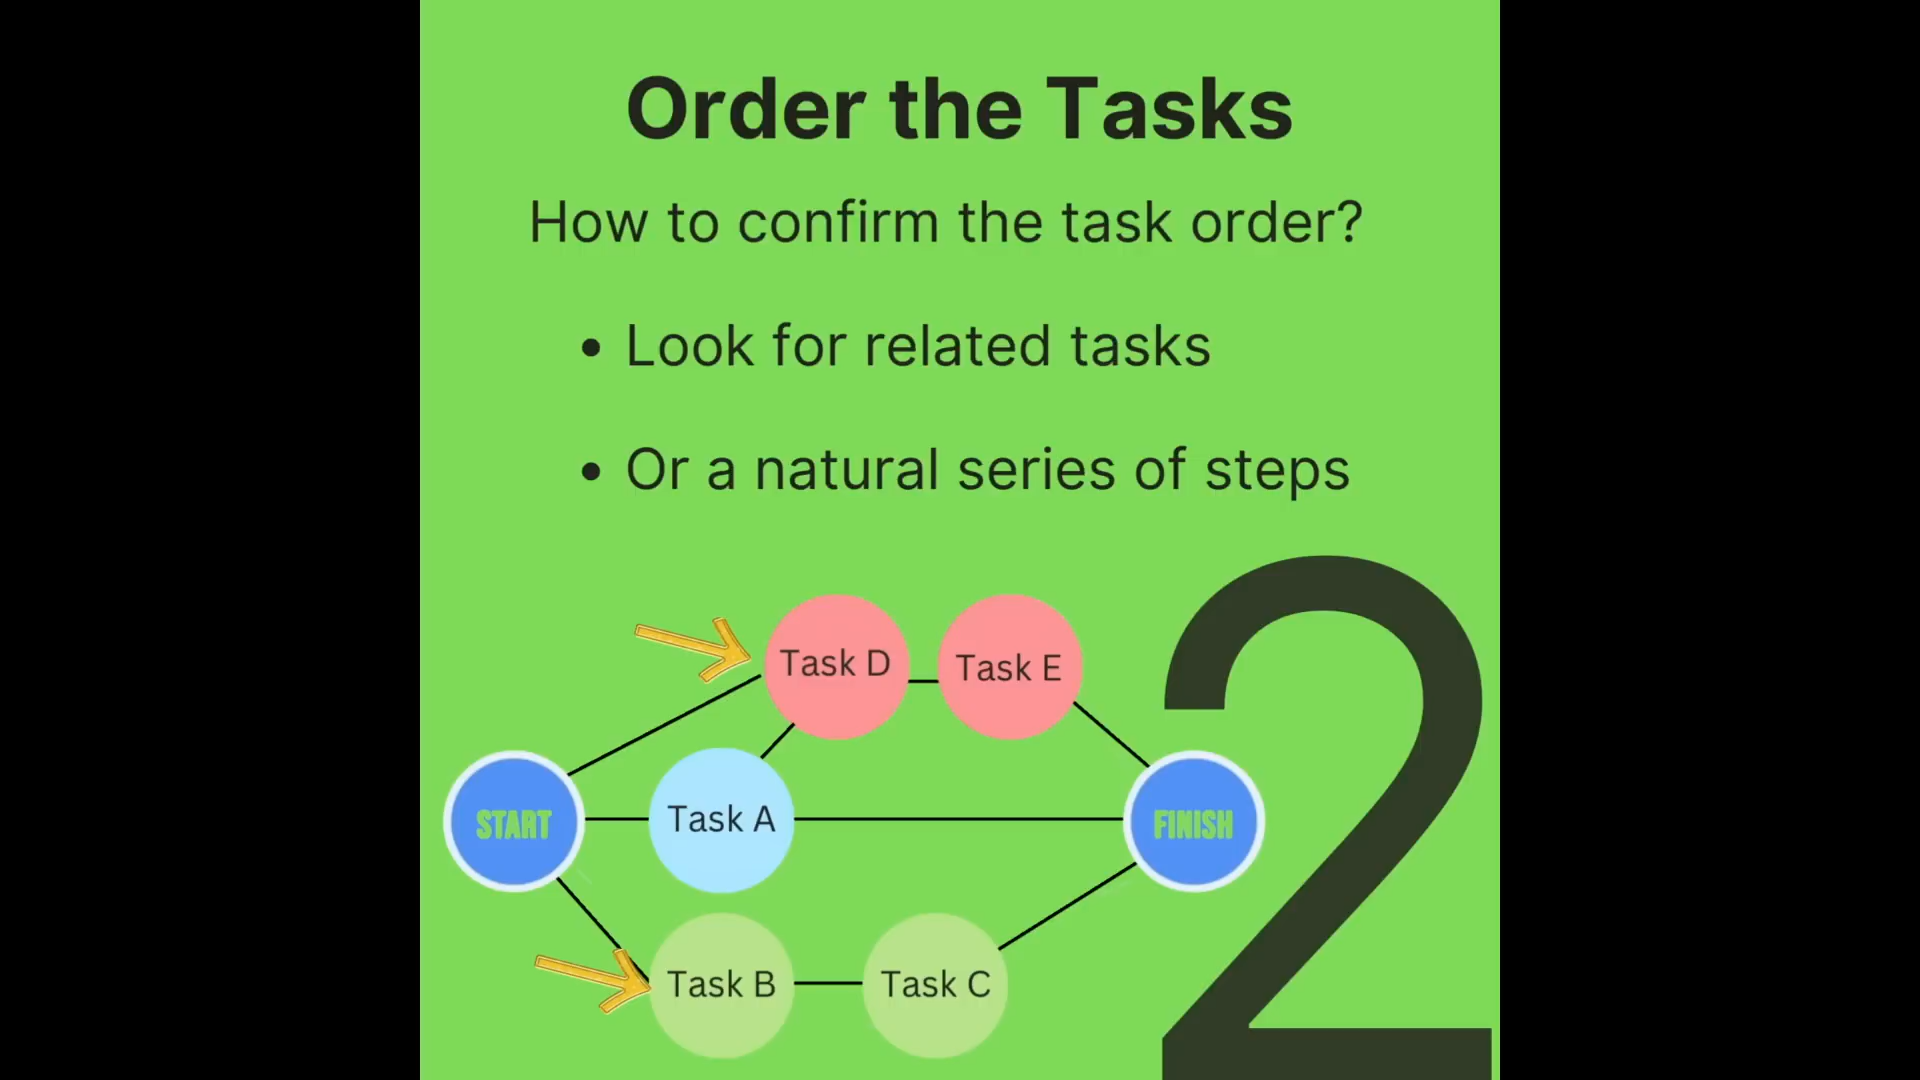 Order the Tasks
How to confirm the task order?
• Look for related tasks
• Or a natural series of steps
2
Task D
Task E
START
Task A
FINISH
Task B
Task C